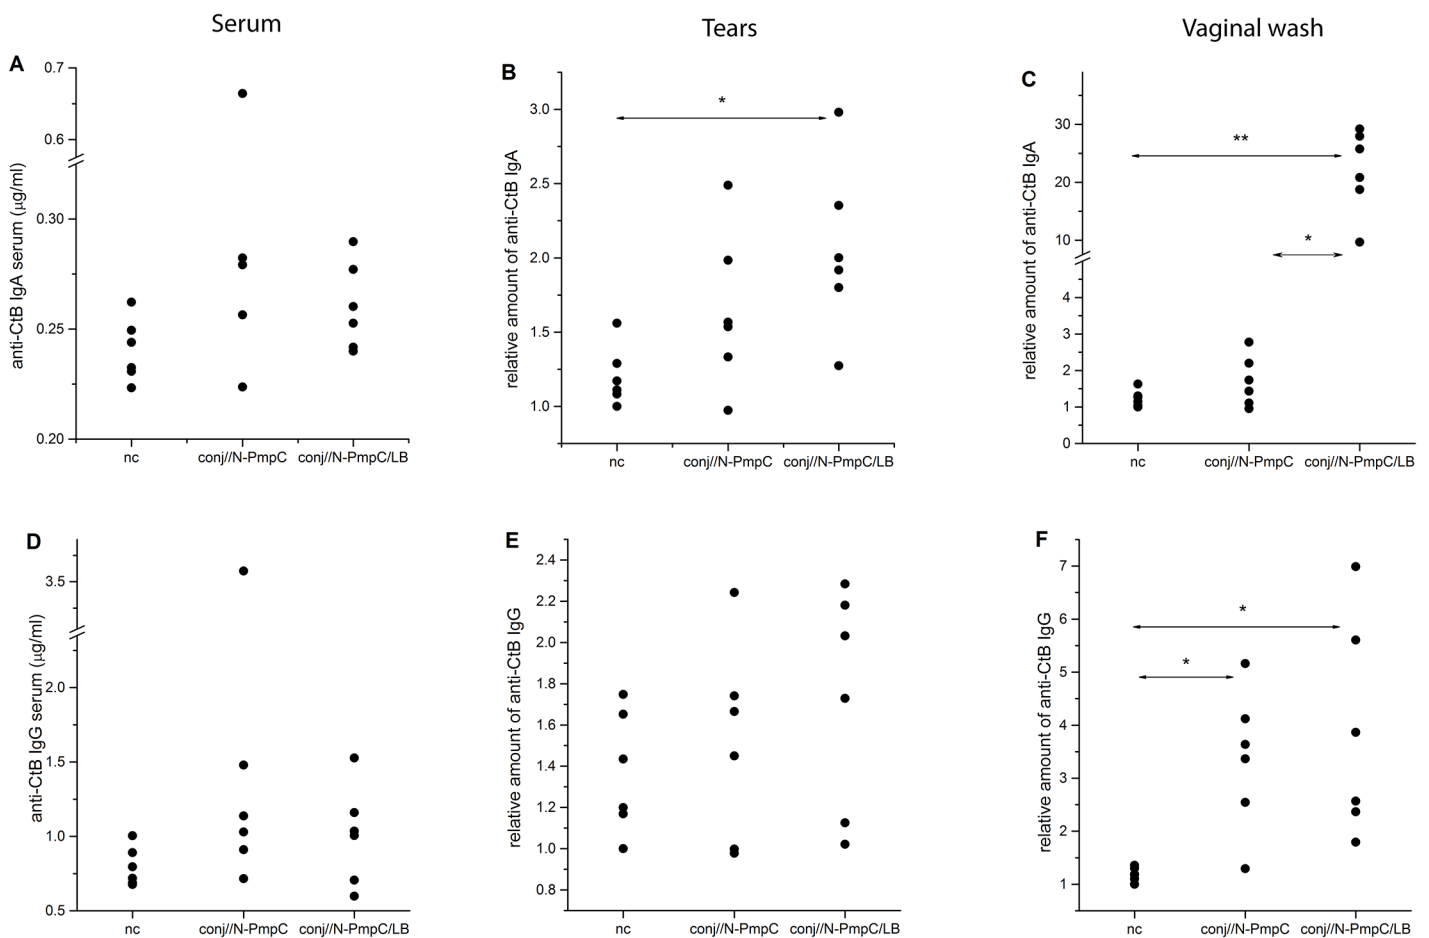 Serum
Tears
Vaginal wash
A
anti-CtB IgA serum (µg/ml)
0.7
0.6
0.30
0.25
0.20
nc
conj//N-PmpC
conj//N-PmpC/LB
B
relative amount of anti-CtB IgA
3.0
2.5
2.0
1.5
1.0
*
nc
conj//N-PmpC
conj//N-PmpC/LB
C
relative amount of anti-CtB IgA
30
20
10
4
3
2
1
0
**
*
nc
conj//N-PmpC
conj//N-PmpC/LB
D
anti-CtB IgG serum (µg/ml)
3.5
2.0
1.5
1.0
0.5
nc
conj//N-PmpC
conj//N-PmpC/LB
E
relative amount of anti-CtB IgG
2.4
2.2
2.0
1.8
1.6
1.4
1.2
1.0
0.8
nc
conj//N-PmpC
conj//N-PmpC/LB
F
relative amount of anti-CtB IgG
7
6
5
4
3
2
1
*
*
nc
conj//N-PmpC
conj//N-PmpC/LB